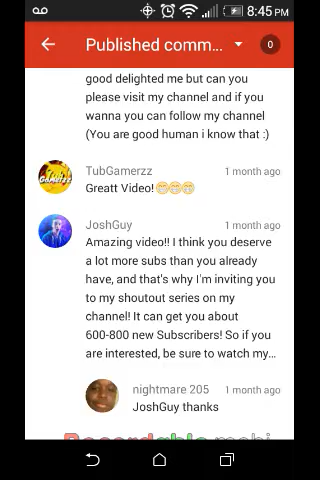 8:45 PM
Published comm...
0
good delighted me but can you
please visit my channel and if you
wanna you can follow my channel
(You are good human i know that :)
TubGamerzz 1 month ago
Greatt Video!😁😁😁
JoshGuy 1 month ago
Amazing video!! I think you deserve
a lot more subs than you already
have, and that's why I'm inviting you
to my shoutout series on my
channel! It can get you about
600-800 new Subscribers! So if you
are interested, be sure to watch my...
nightmare 205 1 month ago
JoshGuy thanks